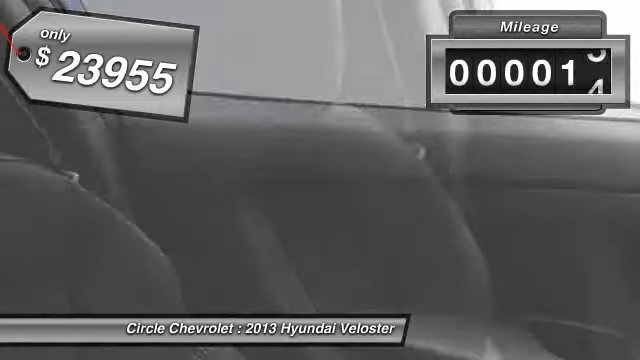 only
$ 23955
Mileage
00001
Circle Chevrolet : 2013 Hyundai Veloster